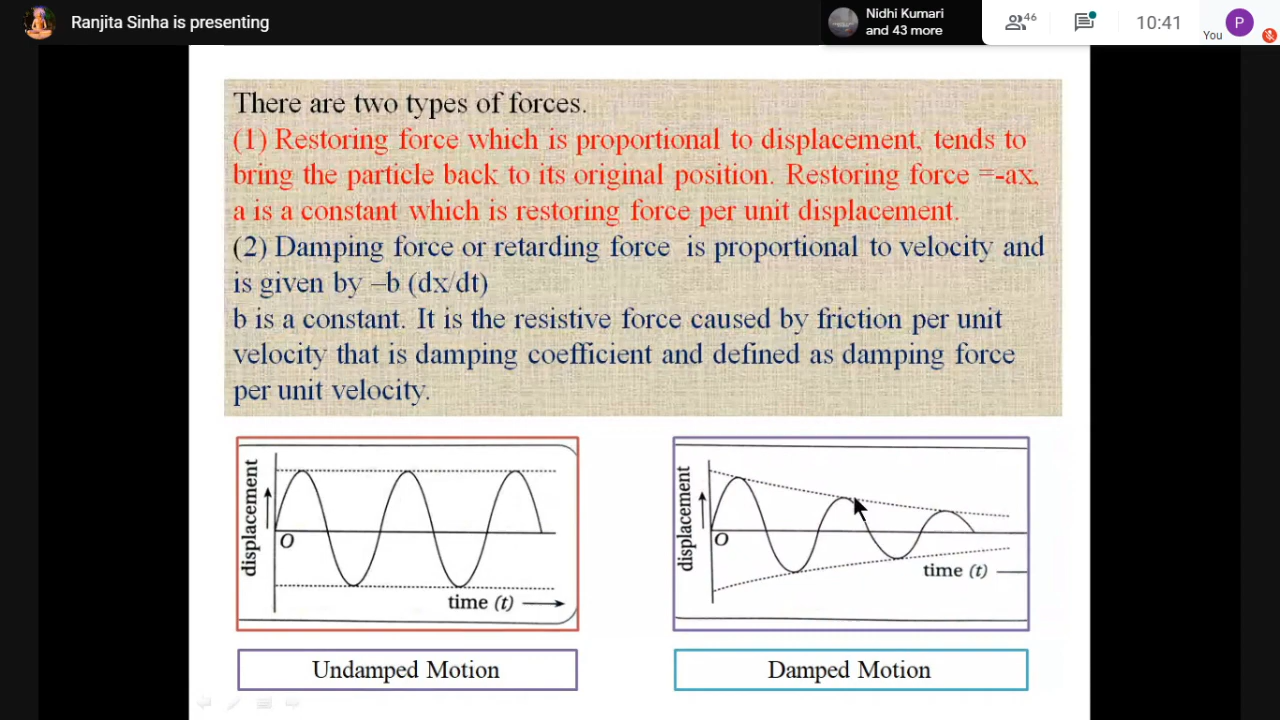 Ranjita Sinha is presenting
Nidhi Kumari
and 43 more
46
10:41
You
P
There are two types of forces.
(1) Restoring force which is proportional to displacement, tends to
bring the particle back to its original position. Restoring force =-ax,
a is a constant which is restoring force per unit displacement.
(2) Damping force or retarding force is proportional to velocity and
is given by –b (dx/dt)
b is a constant. It is the resistive force caused by friction per unit
velocity that is damping coefficient and defined as damping force
per unit velocity.
displacement
O
time (t)
displacement
O
time (t)
Undamped Motion
Damped Motion